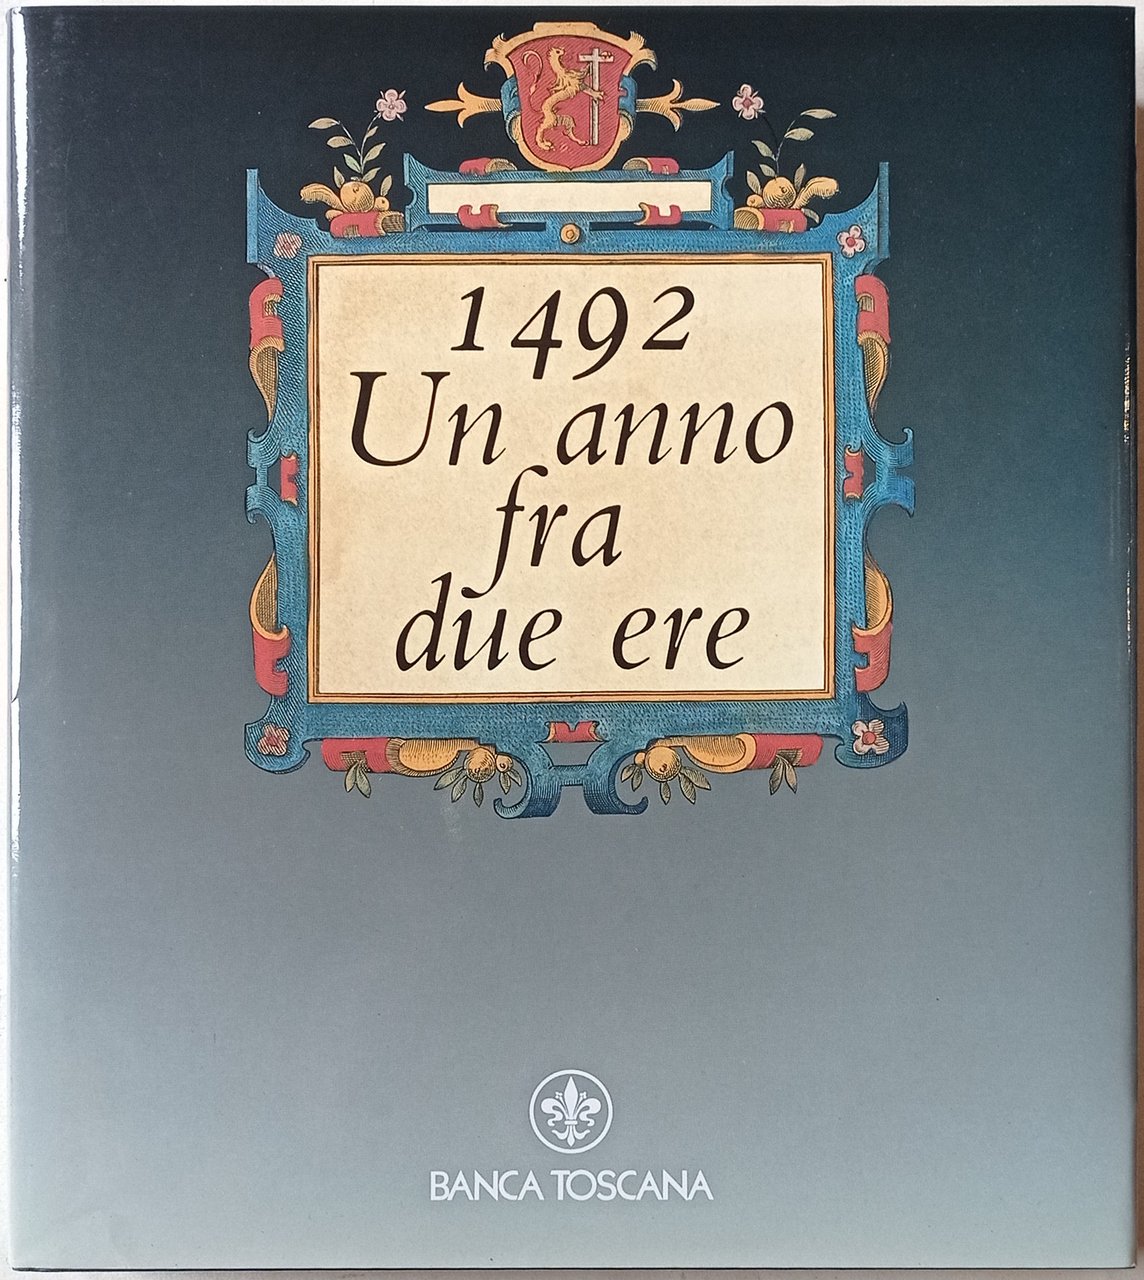 1492
Un anno
fra
due ere
BANCA TOSCANA